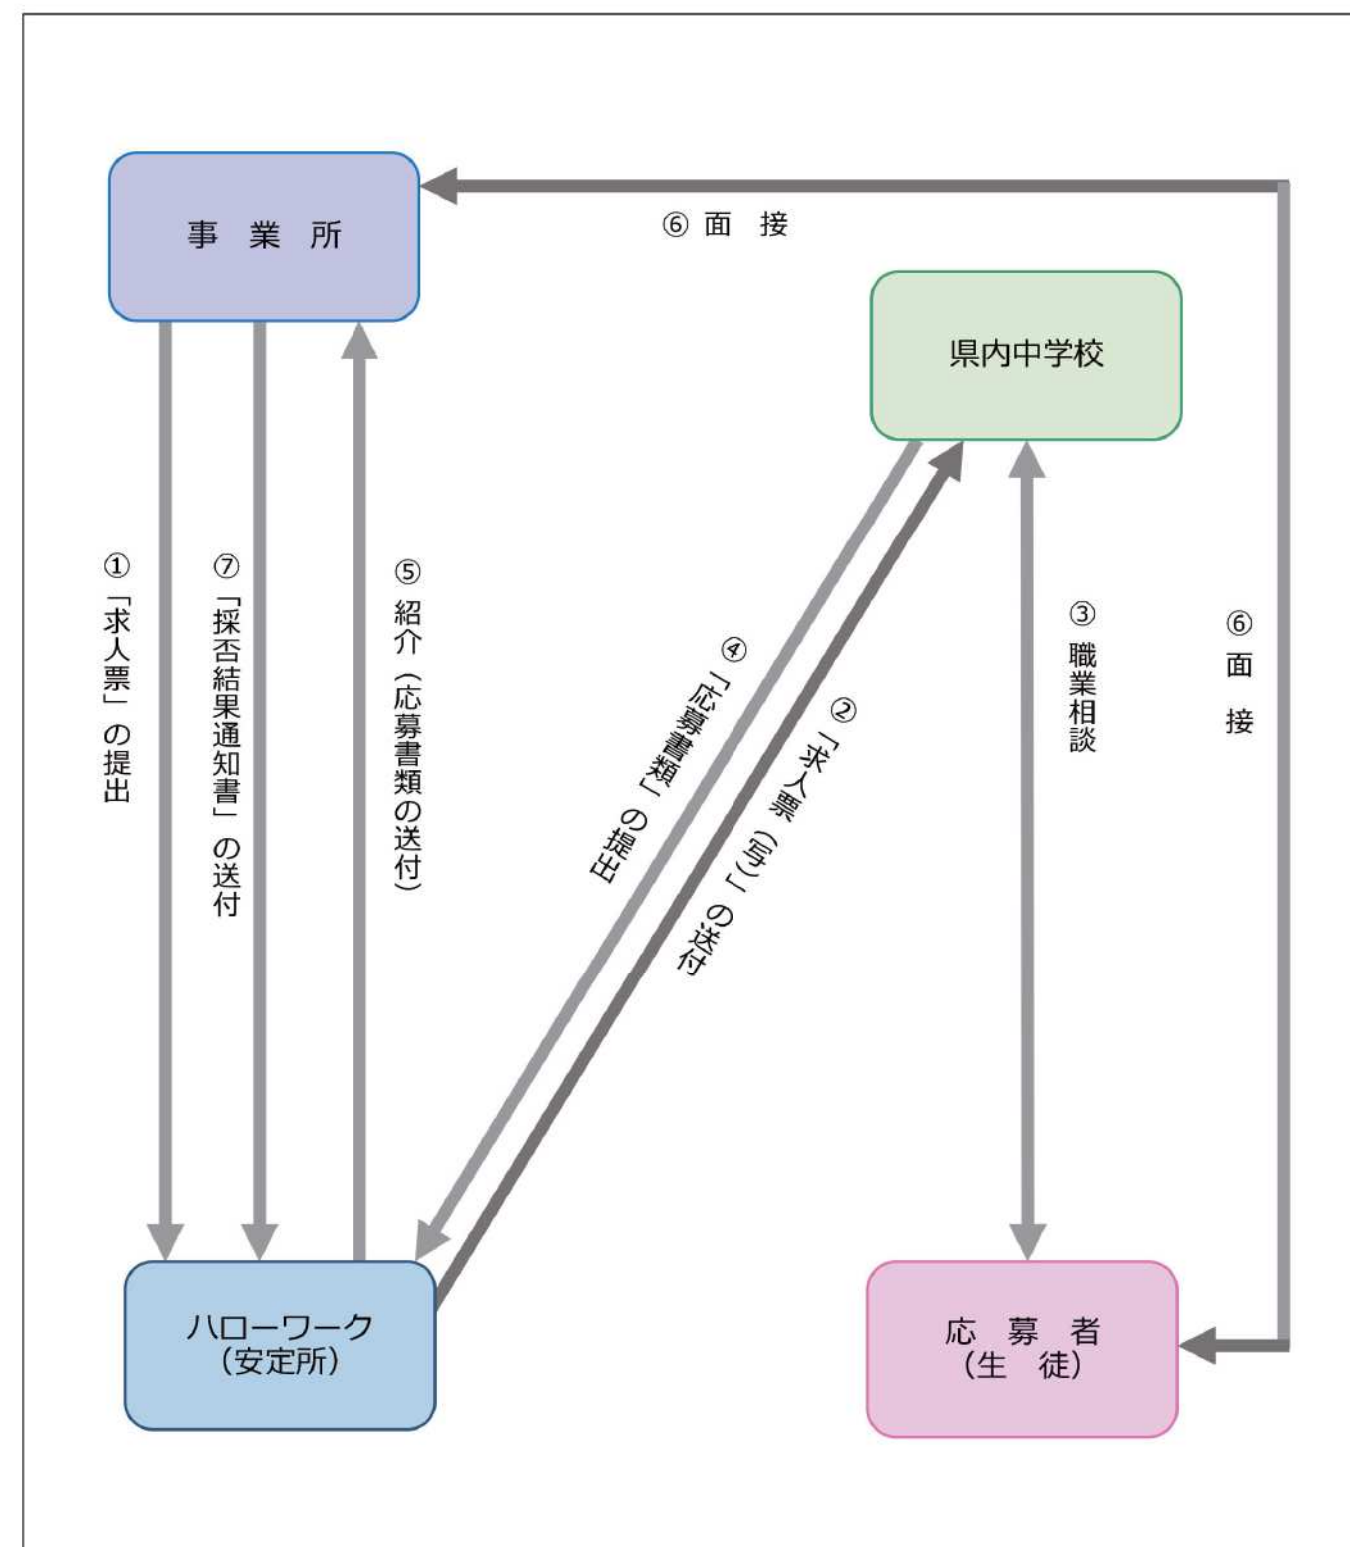 事　業　所
⑥ 面　接
県内中学校
①「求人票」の提出
⑦「採否結果通知書」の送付
⑤ 紹介（応募書類の送付）
④「応募書類」の提出
②「求人票（写）」の送付
③ 職業相談
⑥ 面　接
ハローワーク
（安定所）
応　募　者
（生　徒）